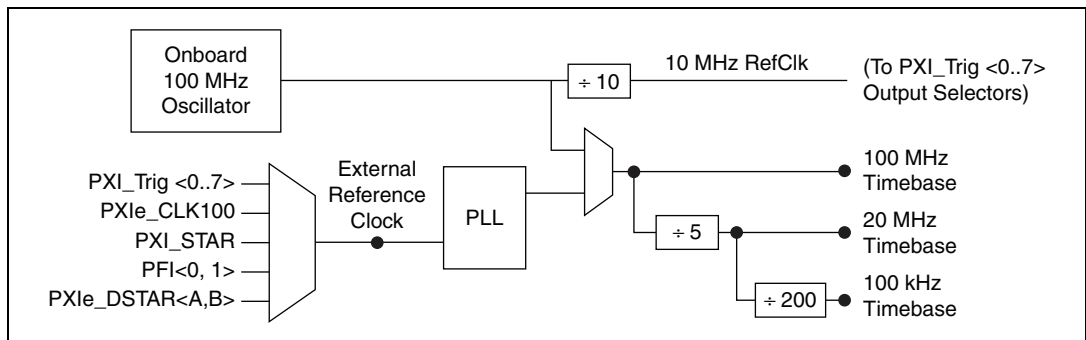 Onboard
100 MHz
Oscillator
÷ 10
10 MHz RefClk
(To PXI_Trig <0..7>
Output Selectors)
PXI_Trig <0..7>
PXIe_CLK100
PXI_STAR
PFI<0, 1>
PXIe_DSTAR<A,B>
External
Reference
Clock
PLL
100 MHz
Timebase
÷ 5
20 MHz
Timebase
÷ 200
100 kHz
Timebase